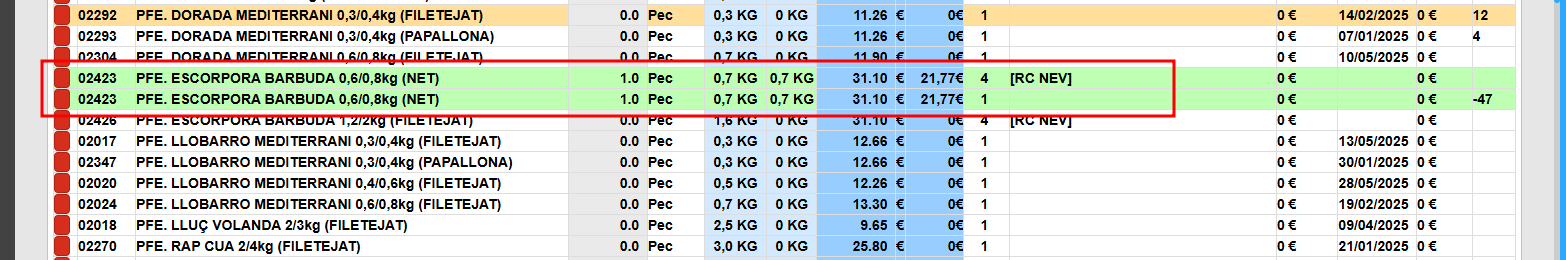 02292 PFE. DORADA MEDITERRANI 0,3/0,4kg (FILETEJAT) 0.0 Pec 0,3 KG 0 KG 11.26 € 0€ 1 0 € 14/02/2025 0 € 12
02293 PFE. DORADA MEDITERRANI 0,3/0,4kg (PAPALLONA) 0.0 Pec 0,3 KG 0 KG 11.26 € 0€ 1 0 € 07/01/2025 0 € 4
02304 PFE. DORADA MEDITERRANI 0,6/0,8kg (FILETEJAT) 0.0 Pec 0,7 KG 0 KG 11.90 € 0€ 1 0 € 10/05/2025 0 €
02423 PFE. ESCORPORA BARBUDA 0,6/0,8kg (NET) 1.0 Pec 0,7 KG 0,7 KG 31.10 € 21,77€ 4 [RC NEV] 0 € 0 €
02423 PFE. ESCORPORA BARBUDA 0,6/0,8kg (NET) 1.0 Pec 0,7 KG 0,7 KG 31.10 € 21,77€ 1 0 € 0 € -47
02426 PFE. ESCORPORA BARBUDA 1,2/2kg (FILETEJAT) 0.0 Pec 1,6 KG 0 KG 31.10 € 0€ 4 [RC NEV] 0 € 0 €
02017 PFE. LLOBARRO MEDITERRANI 0,3/0,4kg (FILETEJAT) 0.0 Pec 0,3 KG 0 KG 12.66 € 0€ 1 0 € 13/05/2025 0 €
02347 PFE. LLOBARRO MEDITERRANI 0,3/0,4kg (PAPALLONA) 0.0 Pec 0,3 KG 0 KG 12.66 € 0€ 1 0 € 30/01/2025 0 €
02020 PFE. LLOBARRO MEDITERRANI 0,4/0,6kg (FILETEJAT) 0.0 Pec 0,5 KG 0 KG 12.26 € 0€ 1 0 € 28/05/2025 0 €
02024 PFE. LLOBARRO MEDITERRANI 0,6/0,8kg (FILETEJAT) 0.0 Pec 0,7 KG 0 KG 13.30 € 0€ 1 0 € 19/02/2025 0 €
02018 PFE. LLUÇ VOLANDA 2/3kg (FILETEJAT) 0.0 Pec 2,5 KG 0 KG 9.65 € 0€ 1 0 € 09/04/2025 0 €
02270 PFE. RAP CUA 2/4kg (FILETEJAT) 0.0 Pec 3,0 KG 0 KG 25.80 € 0€ 1 0 € 21/01/2025 0 €